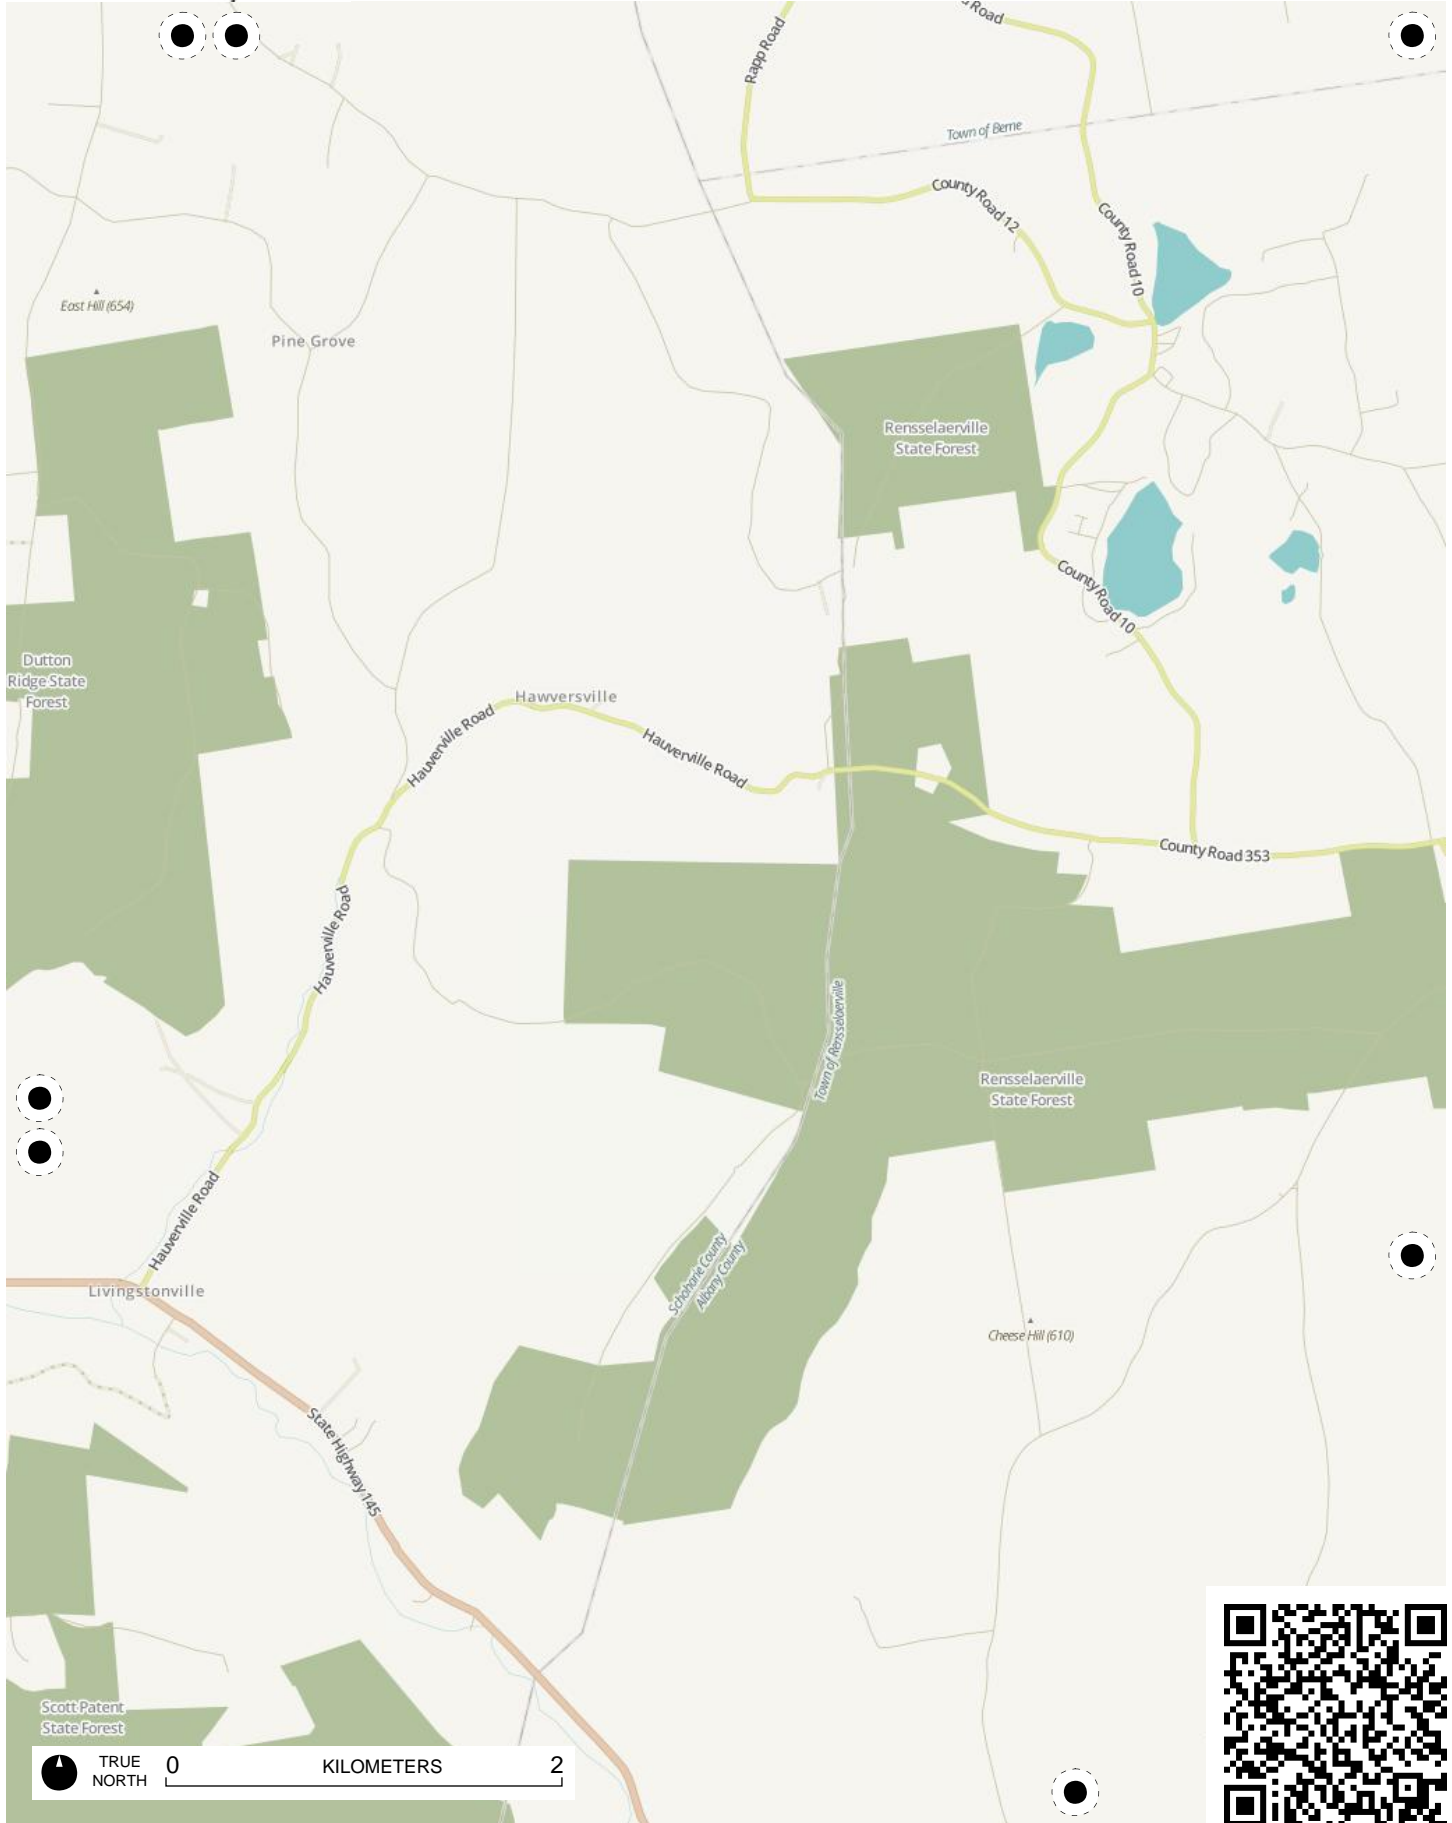 Rapp Road
Road
Town of Berne
County Road 12
County Road 10
East Hill (654)
Pine Grove
Rensselaerville
State Forest
County Road 10
Dutton
Ridge State
Forest
Hawversville
Hauverville Road
Hauverville Road
County Road 353
Hauverville Road
Town of Rensselaerville
Rensselaerville
State Forest
Hauverville Road
Schoharie County
Albany County
Livingstonville
Cheese Hill (610)
State Highway 145
Scott Patent
State Forest
TRUE
NORTH
0 KILOMETERS 2